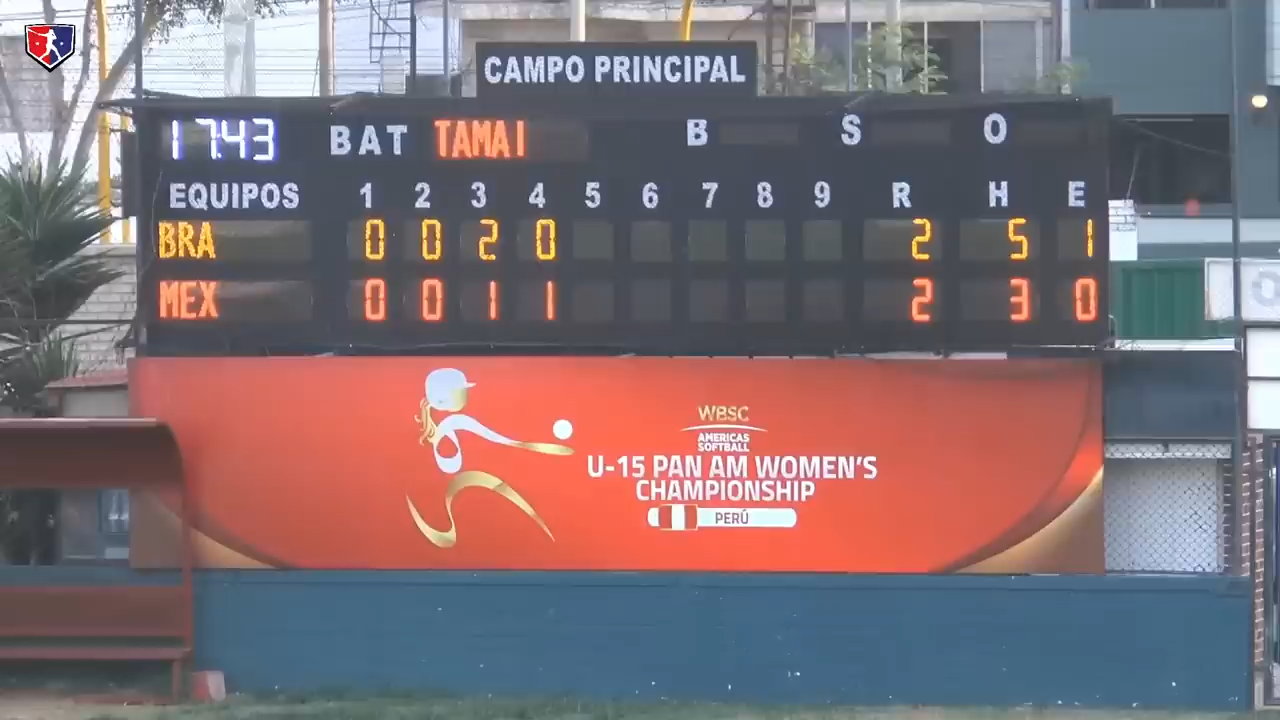 CAMPO PRINCIPAL
17:43 BAT TAMAI B S O
EQUIPOS 1 2 3 4 5 6 7 8 9 R H E
BRA 0 0 2 0 2 5 1
MEX 0 0 1 1 2 3 0
WBSC
AMERICAS
SOFTBALL
U-15 PAN AM WOMEN'S
CHAMPIONSHIP
PERÚ